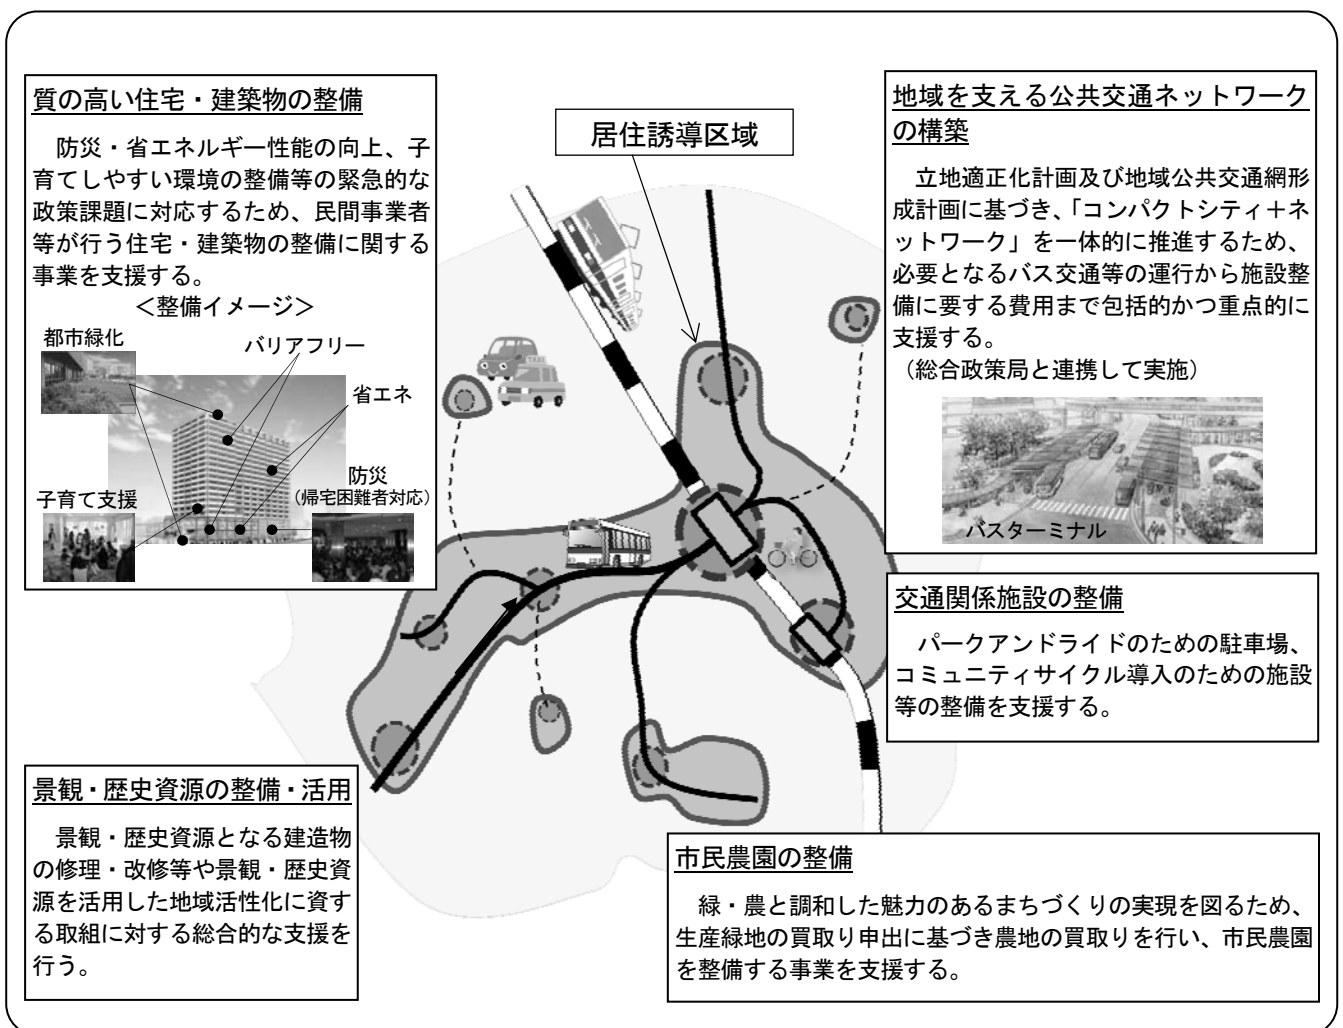 質の高い住宅・建築物の整備
防災・省エネルギー性能の向上、子
育てしやすい環境の整備等の緊急的な
政策課題に対応するため、民間事業者
等が行う住宅・建築物の整備に関する
事業を支援する。
＜整備イメージ＞
都市緑化
バリアフリー
省エネ
防災
（帰宅困難者対応）
子育て支援
居住誘導区域
TAXI
地域を支える公共交通ネットワーク
の構築
立地適正化計画及び地域公共交通網形
成計画に基づき、「コンパクトシティ＋ネ
ットワーク」を一体的に推進するため、
必要となるバス交通等の運行から施設整
備に要する費用まで包括的かつ重点的に
支援する。
（総合政策局と連携して実施）
バスターミナル
交通関係施設の整備
パークアンドライドのための駐車場、
コミュニティサイクル導入のための施設
等の整備を支援する。
景観・歴史資源の整備・活用
景観・歴史資源となる建造物
の修理・改修等や景観・歴史資
源を活用した地域活性化に資す
る取組に対する総合的な支援を
行う。
市民農園の整備
緑・農と調和した魅力のあるまちづくりの実現を図るため、
生産緑地の買取り申出に基づき農地の買取りを行い、市民農園
を整備する事業を支援する。